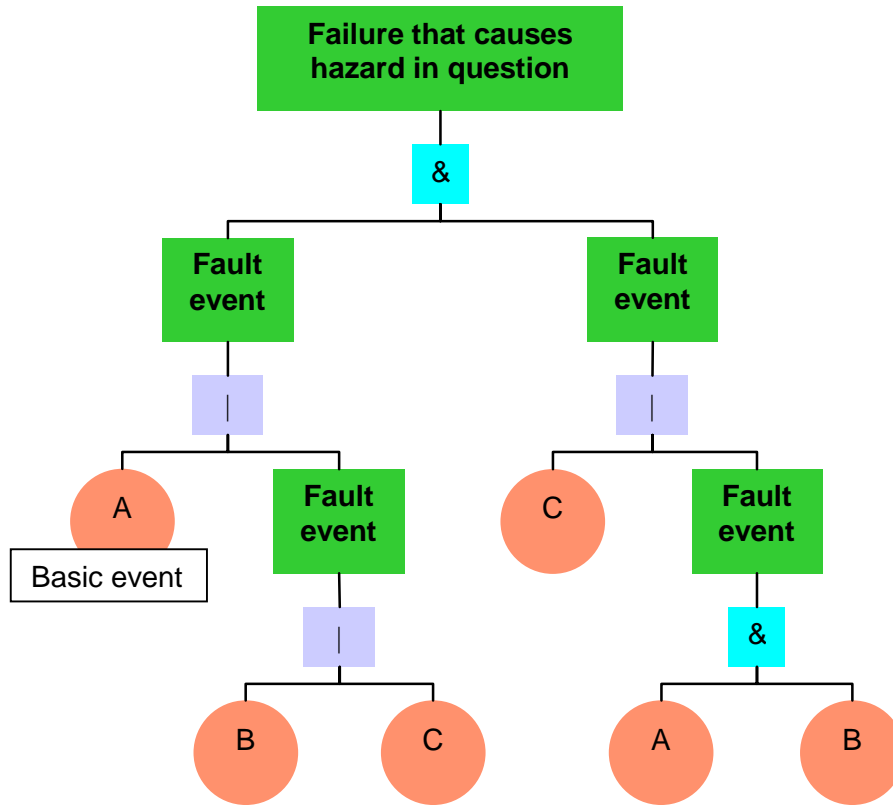 Failure that causes
hazard in question
&
Fault
event
Fault
event
|
|
A
Fault
event
C
Fault
event
Basic event
|
&
B
C
A
B